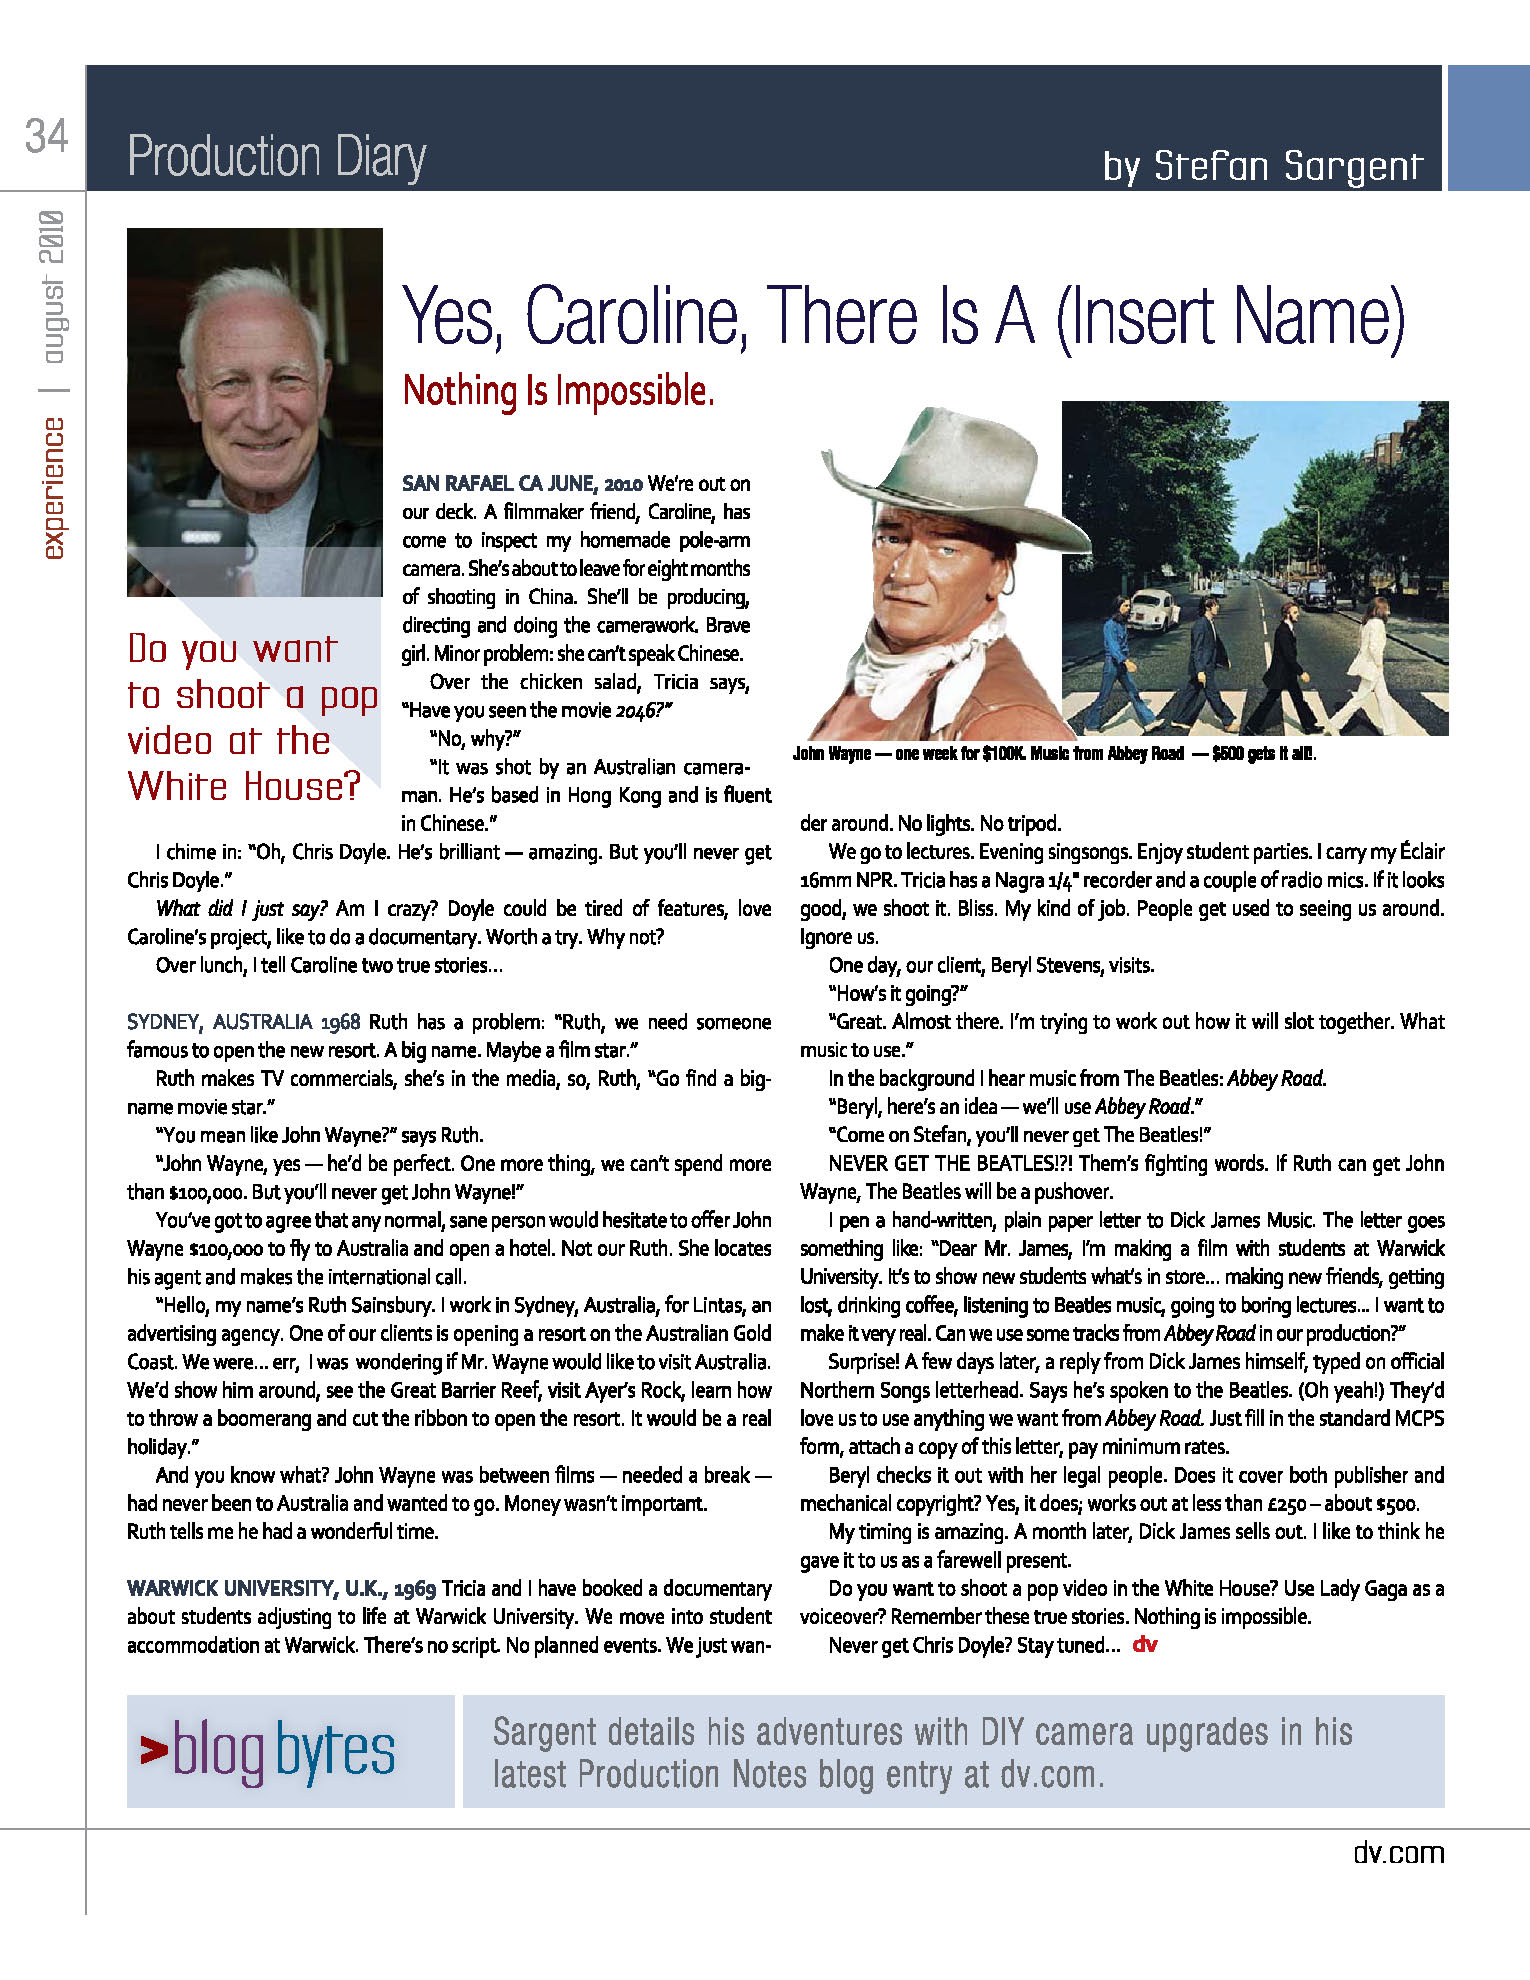 34
Production Diary
by Stefan Sargent
experience | august 2010
Yes, Caroline, There Is A (Insert Name)
Nothing Is Impossible.
Do you want
to shoot a pop
video at the
White House?
SAN RAFAEL CA JUNE, 2010 We're out on
our deck. A filmmaker friend, Caroline, has
come to inspect my homemade pole-arm
camera. She's about to leave for eight months
of shooting in China. She'll be producing,
directing and doing the camerawork. Brave
girl. Minor problem: she can't speak Chinese.
Over the chicken salad, Tricia says,
“Have you seen the movie 2046?”
“No, why?”
“It was shot by an Australian camera-
man. He's based in Hong Kong and is fluent
in Chinese.”
I chime in: “Oh, Chris Doyle. He's brilliant — amazing. But you'll never get
Chris Doyle.”
What did I just say? Am I crazy? Doyle could be tired of features, love
Caroline's project, like to do a documentary. Worth a try. Why not?
Over lunch, I tell Caroline two true stories...
SYDNEY, AUSTRALIA 1968 Ruth has a problem: “Ruth, we need someone
famous to open the new resort. A big name. Maybe a film star.”
Ruth makes TV commercials, she's in the media, so, Ruth, “Go find a big-
name movie star.”
“You mean like John Wayne?” says Ruth.
“John Wayne, yes — he'd be perfect. One more thing, we can't spend more
than $100,000. But you'll never get John Wayne!”
You've got to agree that any normal, sane person would hesitate to offer John
Wayne $100,000 to fly to Australia and open a hotel. Not our Ruth. She locates
his agent and makes the international call.
“Hello, my name's Ruth Sainsbury. I work in Sydney, Australia, for Lintas, an
advertising agency. One of our clients is opening a resort on the Australian Gold
Coast. We were... err, I was wondering if Mr. Wayne would like to visit Australia.
We'd show him around, see the Great Barrier Reef, visit Ayer's Rock, learn how
to throw a boomerang and cut the ribbon to open the resort. It would be a real
holiday.”
And you know what? John Wayne was between films — needed a break —
had never been to Australia and wanted to go. Money wasn't important.
Ruth tells me he had a wonderful time.
WARWICK UNIVERSITY, U.K., 1969 Tricia and I have booked a documentary
about students adjusting to life at Warwick University. We move into student
accommodation at Warwick. There's no script. No planned events. We just wan-
John Wayne — one week for $100K. Music from Abbey Road — $500 gets it all!.
der around. No lights. No tripod.
We go to lectures. Evening singsongs. Enjoy student parties. I carry my Éclair
16mm NPR. Tricia has a Nagra 1/4" recorder and a couple of radio mics. If it looks
good, we shoot it. Bliss. My kind of job. People get used to seeing us around.
Ignore us.
One day, our client, Beryl Stevens, visits.
“How's it going?”
“Great. Almost there. I'm trying to work out how it will slot together. What
music to use.”
In the background I hear music from The Beatles: Abbey Road.
“Beryl, here's an idea — we'll use Abbey Road.”
“Come on Stefan, you'll never get The Beatles!”
NEVER GET THE BEATLES!?! Them's fighting words. If Ruth can get John
Wayne, The Beatles will be a pushover.
I pen a hand-written, plain paper letter to Dick James Music. The letter goes
something like: “Dear Mr. James, I'm making a film with students at Warwick
University. It's to show new students what's in store... making new friends, getting
lost, drinking coffee, listening to Beatles music, going to boring lectures... I want to
make it very real. Can we use some tracks from Abbey Road in our production?”
Surprise! A few days later, a reply from Dick James himself, typed on official
Northern Songs letterhead. Says he's spoken to the Beatles. (Oh yeah!) They'd
love us to use anything we want from Abbey Road. Just fill in the standard MCPS
form, attach a copy of this letter, pay minimum rates.
Beryl checks it out with her legal people. Does it cover both publisher and
mechanical copyright? Yes, it does; works out at less than £250 – about $500.
My timing is amazing. A month later, Dick James sells out. I like to think he
gave it to us as a farewell present.
Do you want to shoot a pop video in the White House? Use Lady Gaga as a
voiceover? Remember these true stories. Nothing is impossible.
Never get Chris Doyle? Stay tuned... dv
>blog bytes
Sargent details his adventures with DIY camera upgrades in his
latest Production Notes blog entry at dv.com.
dv.com